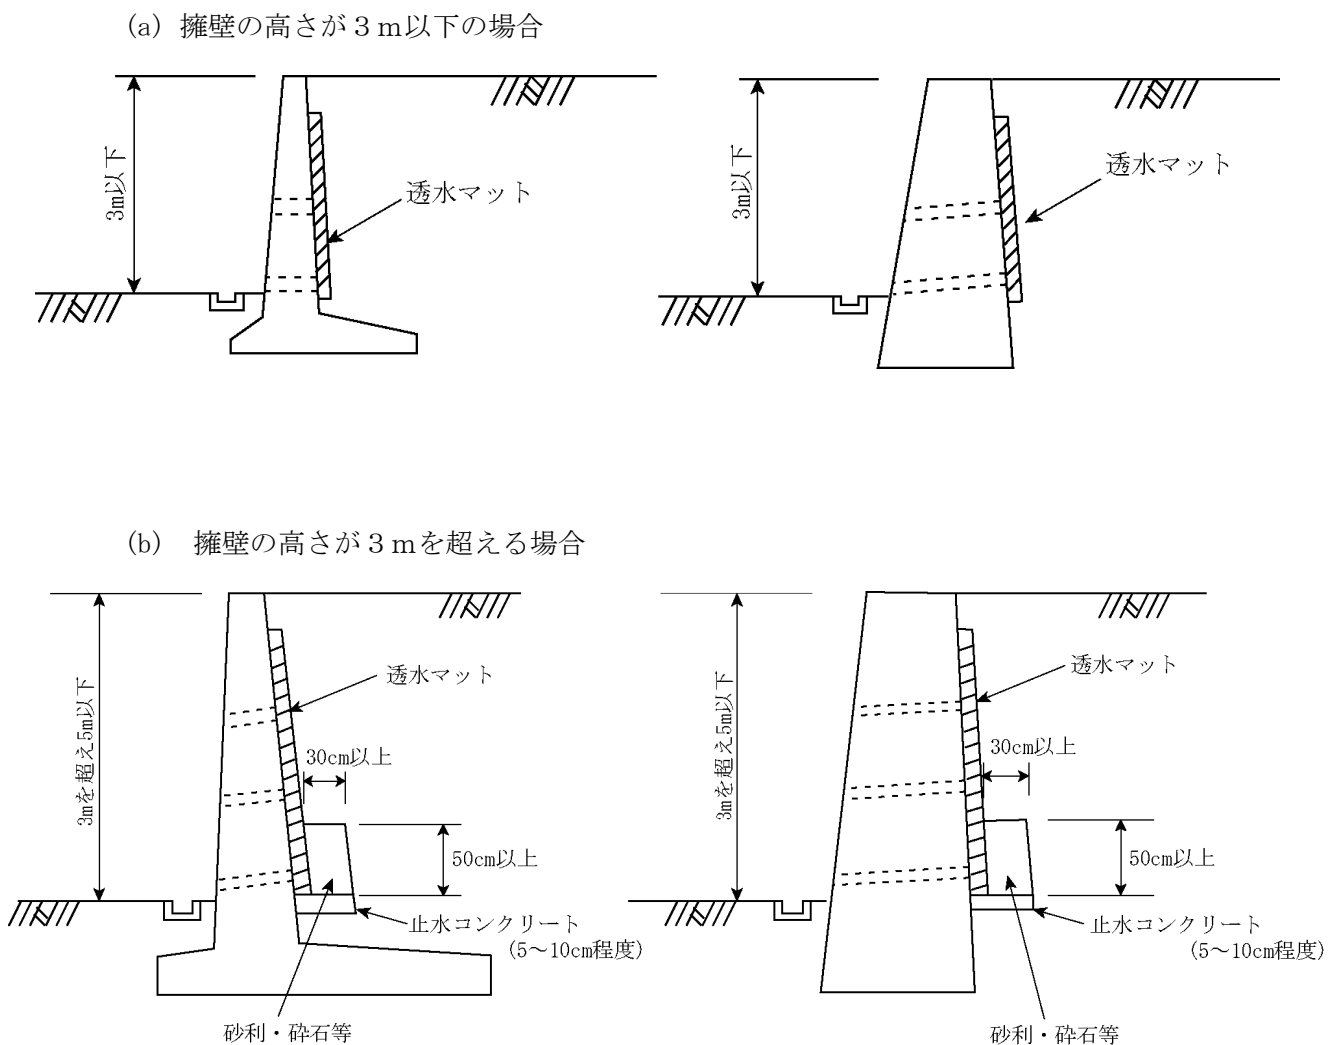 (a) 擁壁の高さが３ｍ以下の場合
3m以下
透水マット
3m以下
透水マット
(b) 擁壁の高さが３ｍを超える場合
3mを超え5m以下
透水マット
30cm以上
50cm以上
止水コンクリート
(5～10cm程度)
砂利・砕石等
3mを超え5m以下
透水マット
30cm以上
50cm以上
止水コンクリート
(5～10cm程度)
砂利・砕石等